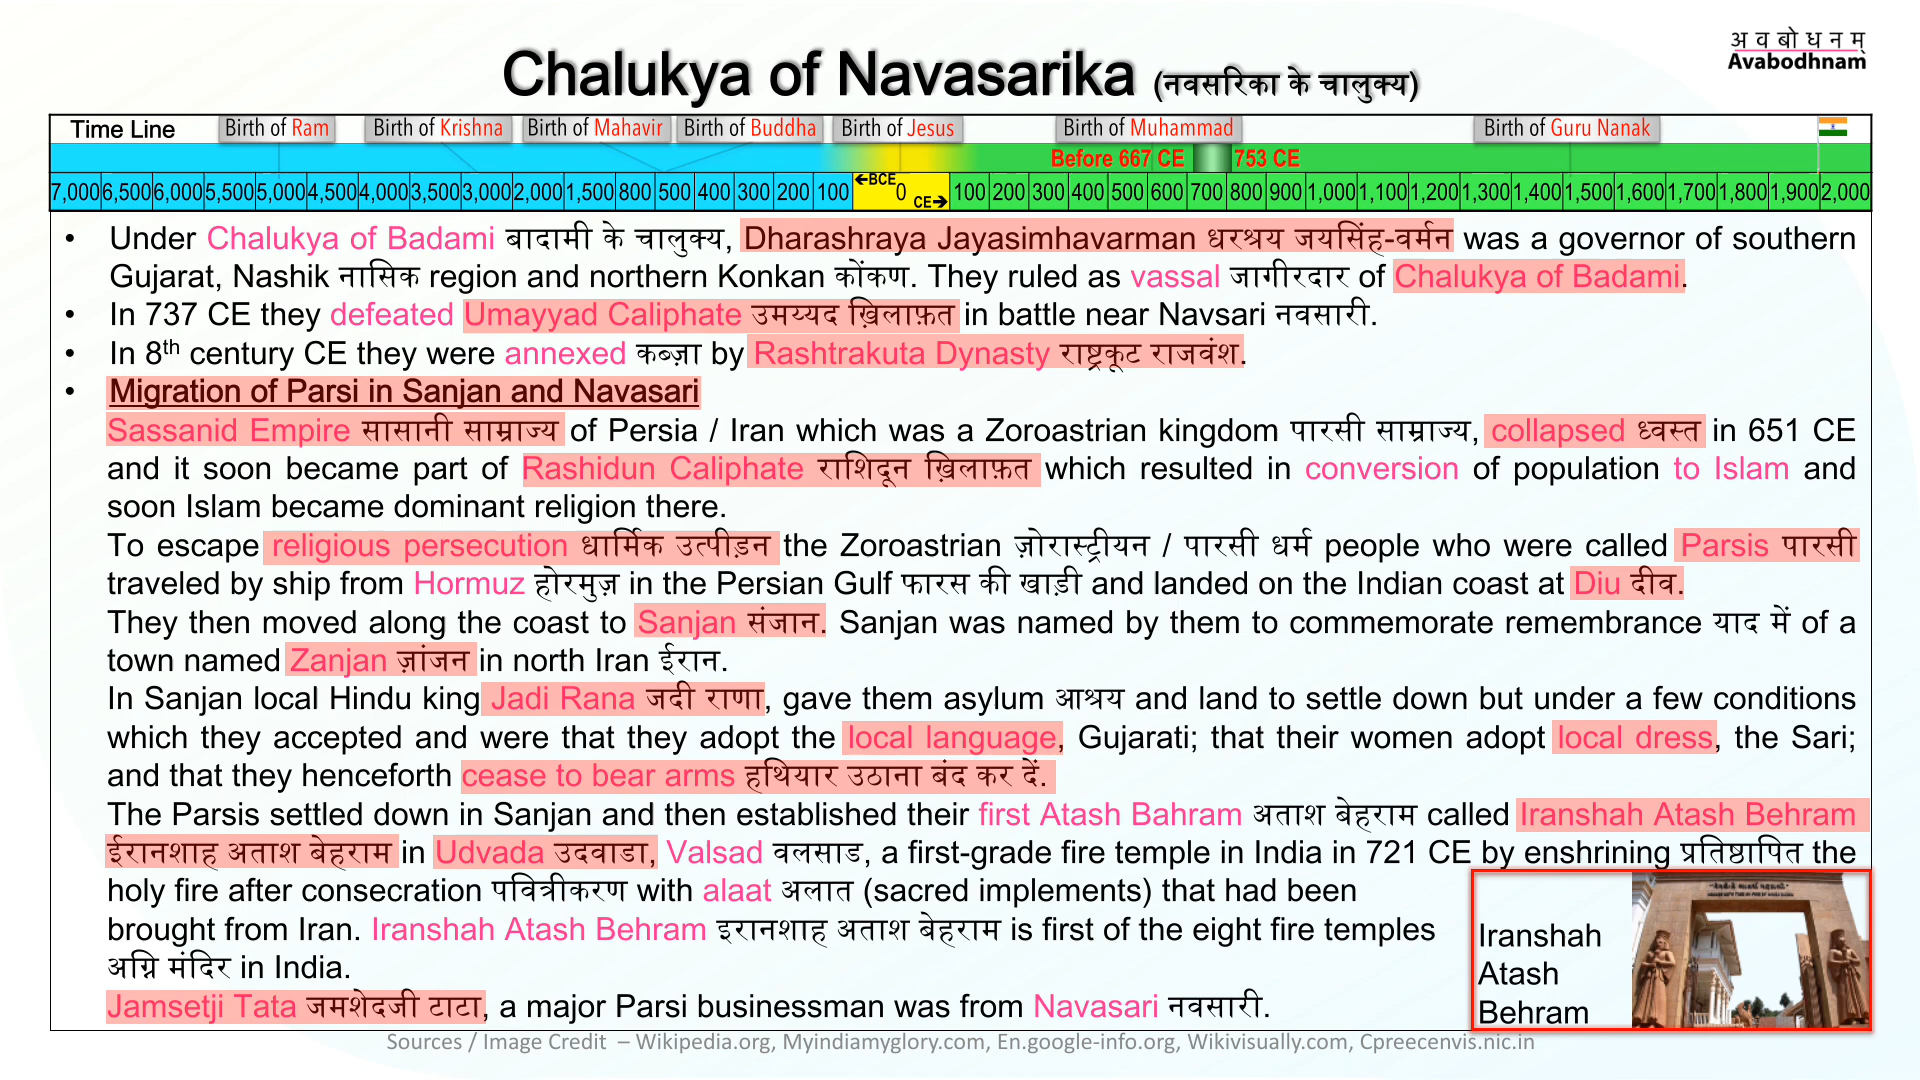 अ व बो ध न म्
Avabodhnam
Chalukya of Navasarika (नवसरिका के चालुक्य)
Time Line
Birth of Ram
Birth of Krishna
Birth of Mahavir
Birth of Buddha
Birth of Jesus
Birth of Muhammad
Birth of Guru Nanak
Before 667 CE 753 CE
7,000 6,500 6,000 5,500 5,000 4,500 4,000 3,500 3,000 2,000 1,500 800 500 400 300 200 100 ←BCE 0 CE→ 100 200 300 400 500 600 700 800 900 1,000 1,100 1,200 1,300 1,400 1,500 1,600 1,700 1,800 1,900 2,000
• Under Chalukya of Badami बादामी के चालुक्य, Dharashraya Jayasimhavarman धरश्रय जयसिंह-वर्मन was a governor of southern
Gujarat, Nashik नासिक region and northern Konkan कोंकण. They ruled as vassal जागीरदार of Chalukya of Badami.
• In 737 CE they defeated Umayyad Caliphate उमय्यद ख़िलाफ़त in battle near Navsari नवसारी.
• In 8th century CE they were annexed कब्ज़ा by Rashtrakuta Dynasty राष्ट्रकूट राजवंश.
• Migration of Parsi in Sanjan and Navasari
Sassanid Empire सासानी साम्राज्य of Persia / Iran which was a Zoroastrian kingdom पारसी साम्राज्य, collapsed ध्वस्त in 651 CE
and it soon became part of Rashidun Caliphate राशिदून ख़िलाफ़त which resulted in conversion of population to Islam and
soon Islam became dominant religion there.
To escape religious persecution धार्मिक उत्पीड़न the Zoroastrian ज़ोरास्ट्रीयन / पारसी धर्म people who were called Parsis पारसी
traveled by ship from Hormuz होरमुज़ in the Persian Gulf फारस की खाड़ी and landed on the Indian coast at Diu दीव.
They then moved along the coast to Sanjan संजान. Sanjan was named by them to commemorate remembrance याद में of a
town named Zanjan ज़ांजन in north Iran ईरान.
In Sanjan local Hindu king Jadi Rana जदी राणा, gave them asylum आश्रय and land to settle down but under a few conditions
which they accepted and were that they adopt the local language, Gujarati; that their women adopt local dress, the Sari;
and that they henceforth cease to bear arms हथियार उठाना बंद कर दें.
The Parsis settled down in Sanjan and then established their first Atash Bahram अताश बेहराम called Iranshah Atash Behram
ईरानशाह अताश बेहराम in Udvada उदवाडा, Valsad वलसाड, a first-grade fire temple in India in 721 CE by enshrining प्रतिष्ठापित the
holy fire after consecration पवित्रीकरण with alaat अलात (sacred implements) that had been
brought from Iran. Iranshah Atash Behram इरानशाह अताश बेहराम is first of the eight fire temples
अग्नि मंदिर in India.
Jamsetji Tata जमशेदजी टाटा, a major Parsi businessman was from Navasari नवसारी.
Iranshah
Atash
Behram
Sources / Image Credit – Wikipedia.org, Myindiamyglory.com, En.google-info.org, Wikivisually.com, Cpreecenvis.nic.in